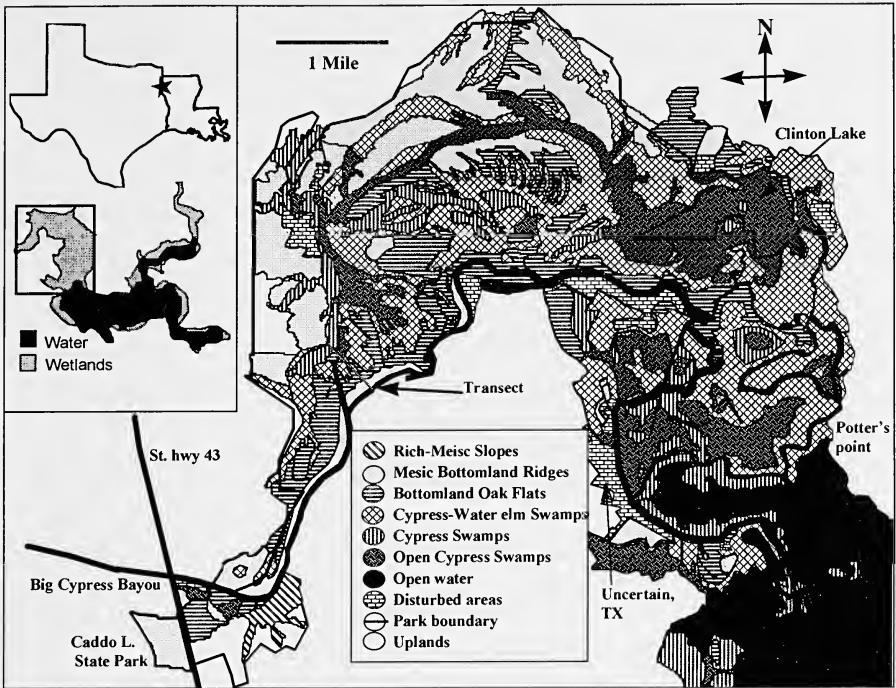 1 Mile
N
Clinton Lake
Water
Wetlands
Transect
St. hwy 43
Potter's
point
Rich-Meisc Slopes
Mesic Bottomland Ridges
Bottomland Oak Flats
Cypress-Water elm Swamps
Cypress Swamps
Open Cypress Swamps
Open water
Disturbed areas
Park boundary
Uplands
Big Cypress Bayou
Uncertain,
TX
Caddo L.
State Park